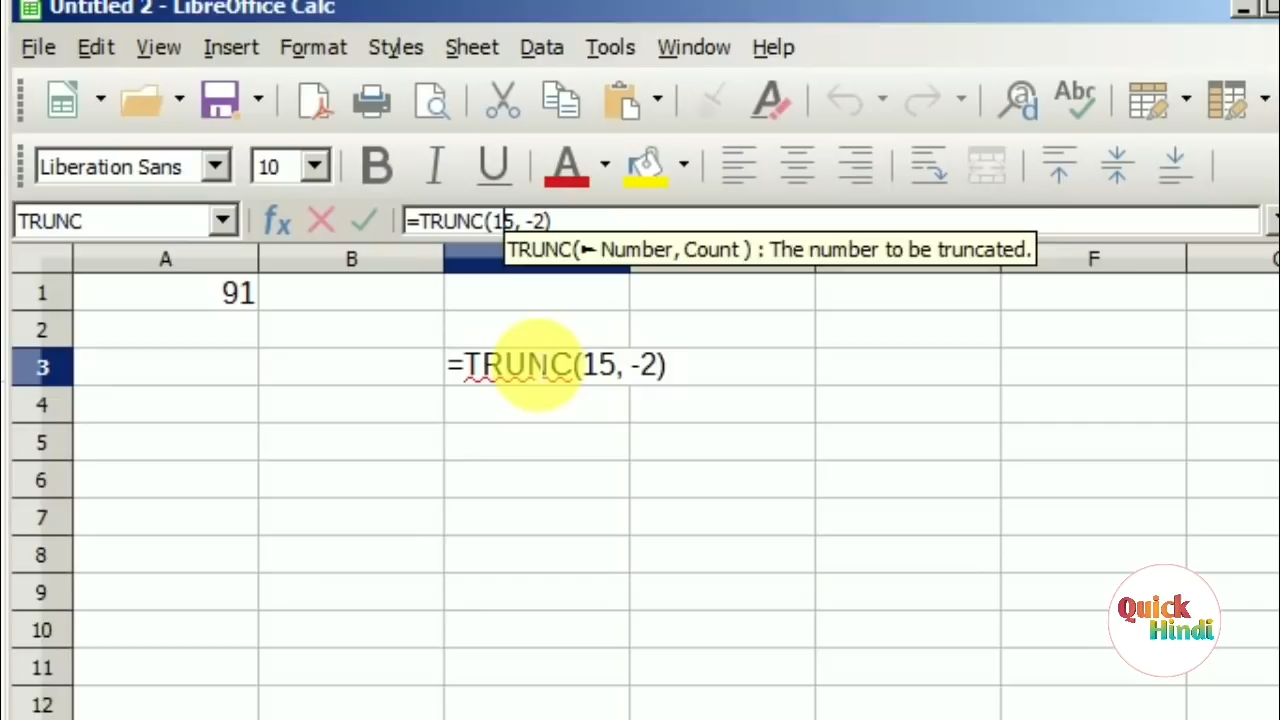 Untitled 2 - LibreOffice Calc
File Edit View Insert Format Styles Sheet Data Tools Window Help
Abc
Liberation Sans 10 B I U A
TRUNC fx =TRUNC(15, -2)
TRUNC(► Number, Count ) : The number to be truncated.
A B F
1 91
2
3 =TRUNC(15, -2)
4
5
6
7
8
9
10
11
12
Quick
Hindi